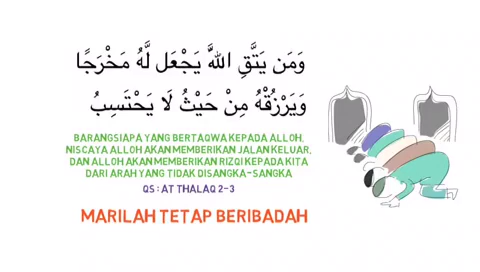 وَمَن يَتَّقِ اللَّهَ يَجْعَل لَّهُ مَخْرَجًا
وَيَرْزُقْهُ مِنْ حَيْثُ لَا يَحْتَسِبُ
BARANGSIAPA YANG BERTAQWA KEPADA ALLOH,
NISCAYA ALLOH AKAN MEMBERIKAN JALAN KELUAR,
DAN ALLOH AKAN MEMBERIKAN RIZQI KEPADA KITA
DARI ARAH YANG TIDAK DISANGKA-SANGKA
QS : AT THALAQ 2-3
MARILAH TETAP BERIBADAH